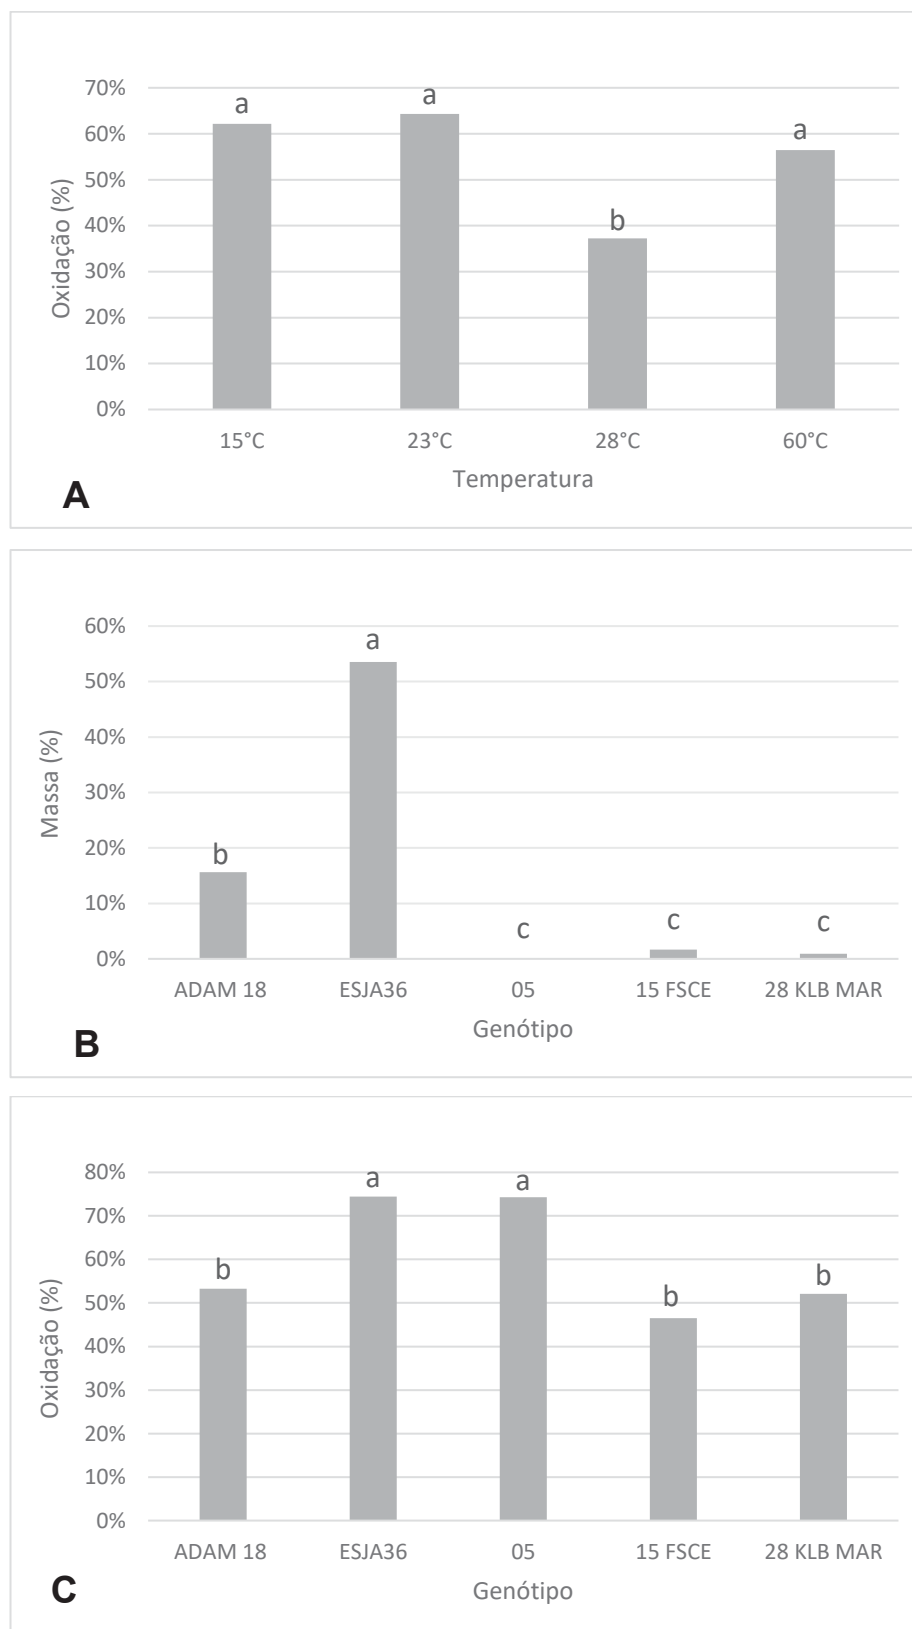 70%
60%
50%
40%
30%
20%
10%
0%
Oxidação (%)
a
a
b
a
15°C 23°C 28°C 60°C
Temperatura
A
60%
50%
40%
30%
20%
10%
0%
Massa (%)
b
a
c
c
c
ADAM 18 ESJA36 05 15 FSCE 28 KLB MAR
Genótipo
B
80%
70%
60%
50%
40%
30%
20%
10%
0%
Oxidação (%)
b
a
a
b
b
ADAM 18 ESJA36 05 15 FSCE 28 KLB MAR
Genótipo
C